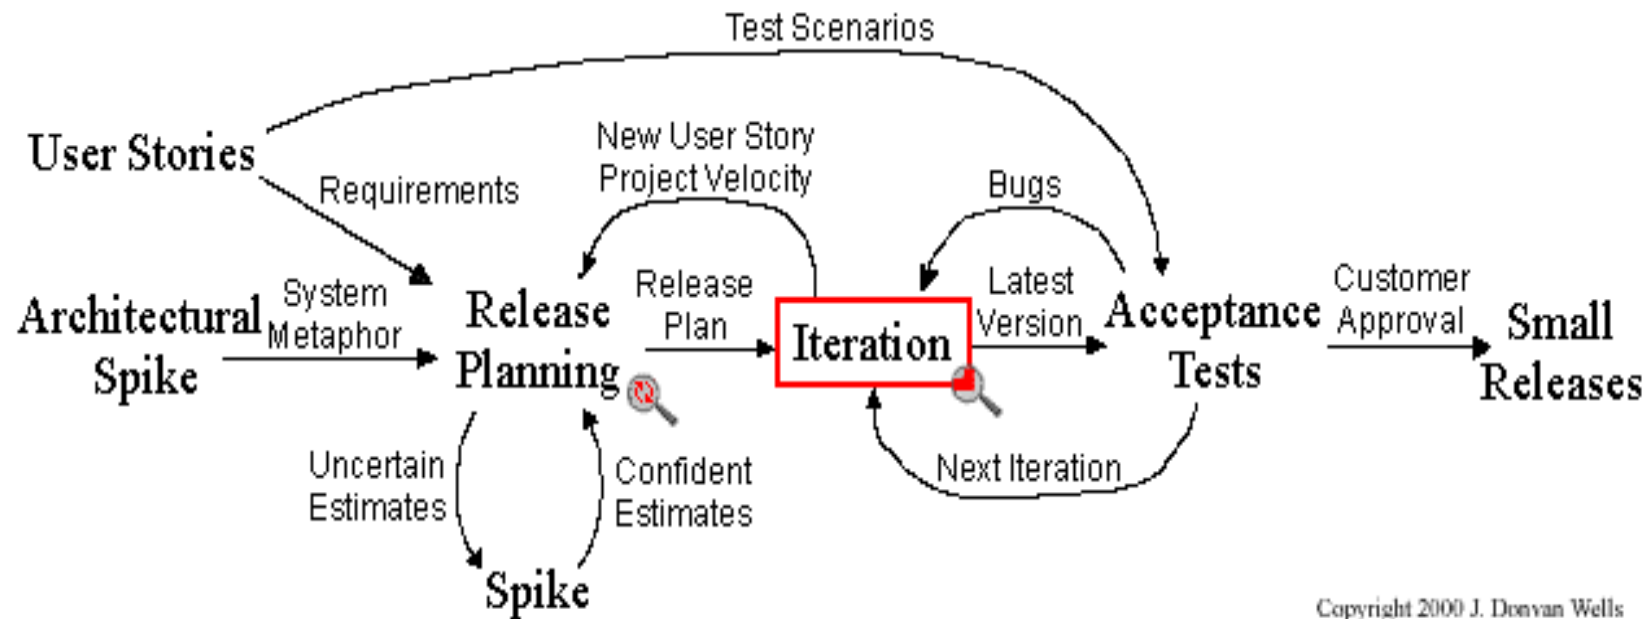 Test Scenarios
User Stories
New User Story
Project Velocity
Requirements
Bugs
Architectural
Spike
System
Metaphor
Release
Planning
Release
Plan
Iteration
Latest
Version
Acceptance
Tests
Customer
Approval
Small
Releases
Uncertain
Estimates
Confident
Estimates
Next Iteration
Spike
Copyright 2000 J. Donvan Wells